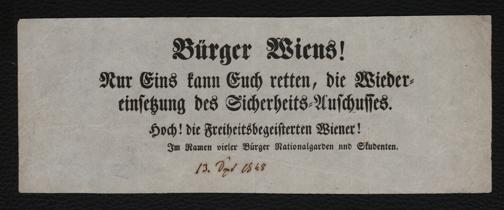 Bürger Wiens!
Nur Eins kann Euch retten, die Wieder-
einsetzung des Sicherheits-Auschusses.
Hoch! die Freiheitsbegeisterten Wiener!
Im Namen vieler Bürger Nationalgarden und Studenten.
13. Sept 1848